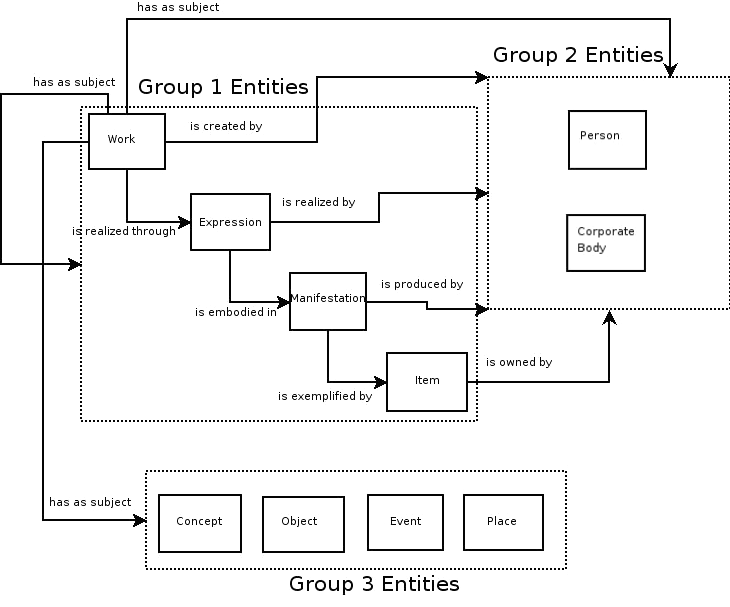 has as subject
Group 2 Entities
has as subject
Group 1 Entities
is created by
Work
Person
is realized by
Expression
is realized through
Corporate
Body
is produced by
Manifestation
is embodied in
is owned by
Item
is exemplified by
has as subject
Concept
Object
Event
Place
Group 3 Entities